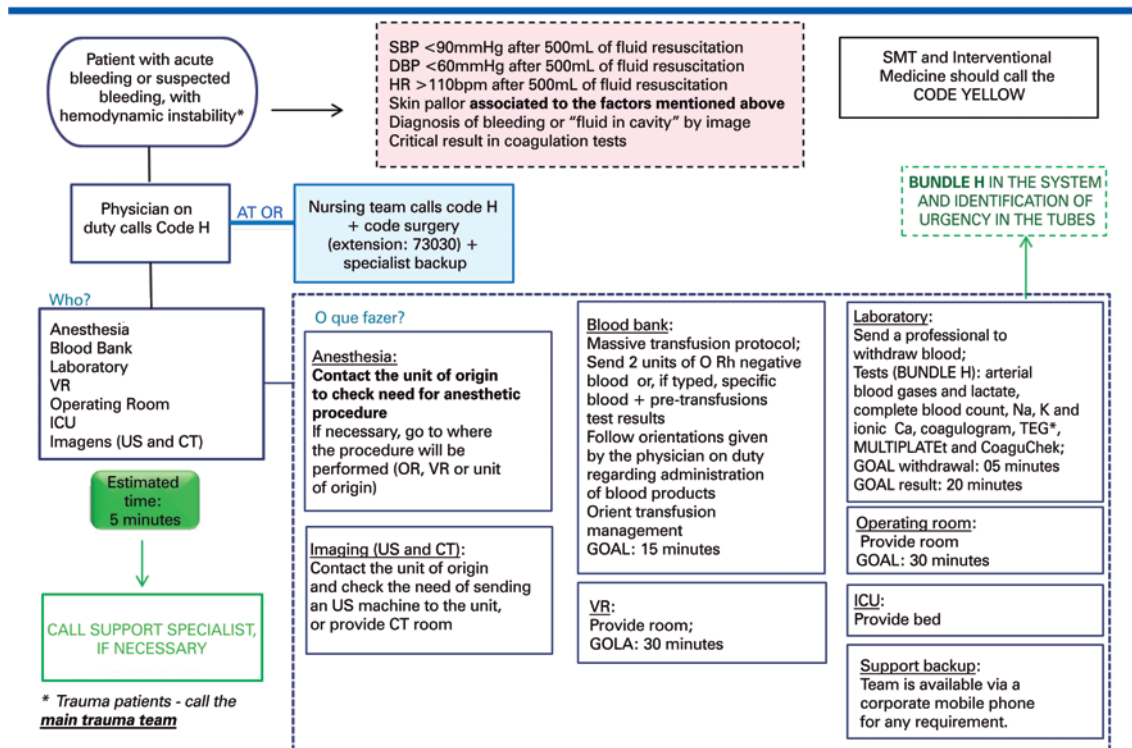 Patient with acute
bleeding or suspected
bleeding, with
hemodynamic instability*
SBP <90mmHg after 500mL of fluid resuscitation
DBP <60mmHg after 500mL of fluid resuscitation
HR >110bpm after 500mL of fluid resuscitation
Skin pallor associated to the factors mentioned above
Diagnosis of bleeding or “fluid in cavity” by image
Critical result in coagulation tests
SMT and Interventional
Medicine should call the
CODE YELLOW
BUNDLE H IN THE SYSTEM
AND IDENTIFICATION OF
URGENCY IN THE TUBES
Physician on
duty calls Code H
AT OR
Nursing team calls code H
+ code surgery
(extension: 73030) +
specialist backup
Who?
Anesthesia
Blood Bank
Laboratory
VR
Operating Room
ICU
Imagens (US and CT)
Estimated
time:
5 minutes
CALL SUPPORT SPECIALIST,
IF NECESSARY
* Trauma patients - call the
main trauma team
O que fazer?
Anesthesia:
Contact the unit of origin
to check need for anesthetic
procedure
If necessary, go to where
the procedure will be
performed (OR, VR or unit
of origin)
Imaging (US and CT):
Contact the unit of origin
and check the need of sending
an US machine to the unit,
or provide CT room
Blood bank:
Massive transfusion protocol;
Send 2 units of O Rh negative
blood or, if typed, specific
blood + pre-transfusions
test results
Follow orientations given
by the physician on duty
regarding administration
of blood products
Orient transfusion
management
GOAL: 15 minutes
VR:
Provide room;
GOLA: 30 minutes
Laboratory:
Send a professional to
withdraw blood;
Tests (BUNDLE H): arterial
blood gases and lactate,
complete blood count, Na, K and
ionic Ca, coagulogram, TEG*,
MULTIPLATEt and CoaguChek;
GOAL withdrawal: 05 minutes
GOAL result: 20 minutes
Operating room:
Provide room
GOAL: 30 minutes
ICU:
Provide bed
Support backup:
Team is available via a
corporate mobile phone
for any requirement.